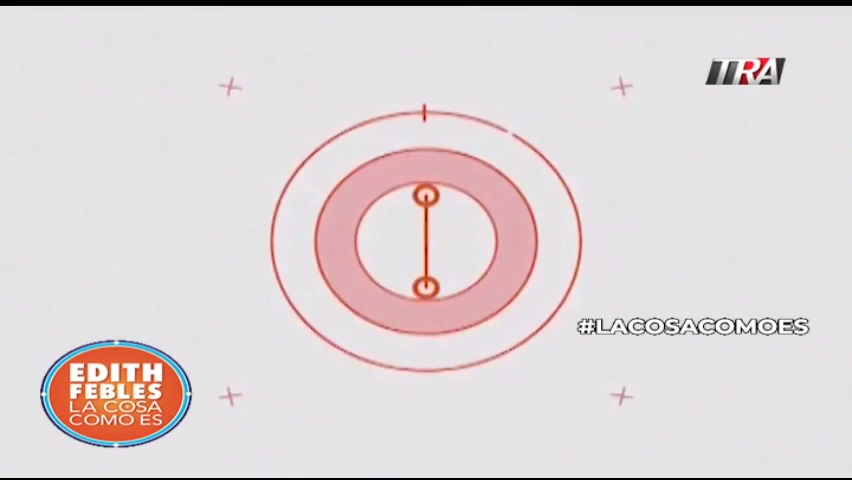 TRA
#LACOSACOMOES
EDITH
FEBLES
LA COSA
COMO ES